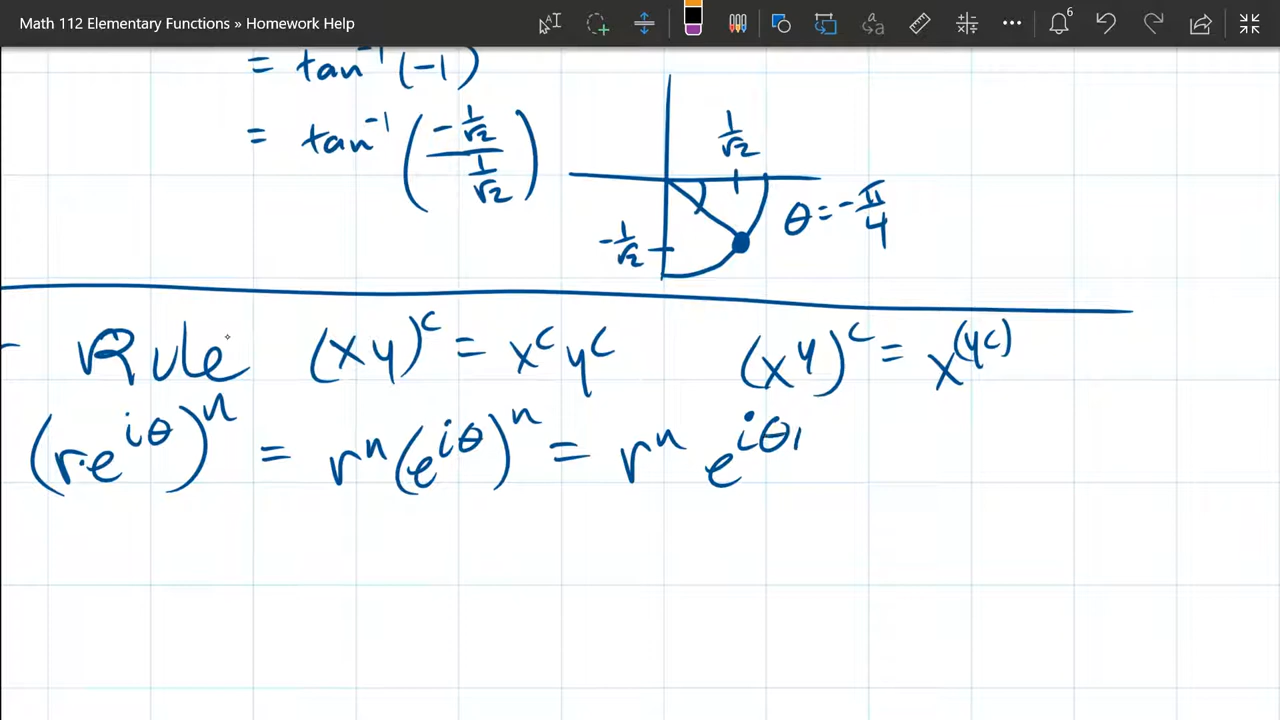 Math 112 Elementary Functions » Homework Help
6
= tan⁻¹(-1)
= tan⁻¹((-1/√2)/(1/√2))
1/√2
-1/√2
θ = -π/4
Rule (xy)^c = x^c y^c (x^y)^c = x^(yc)
(r·e^(iθ))^n = r^n (e^(iθ))^n = r^n e^(iθ